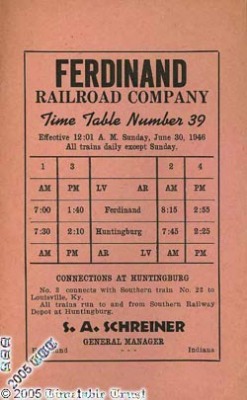 FERDINAND
RAILROAD COMPANY
Time Table Number 39
Effective 12:01 A. M. Sunday, June 30, 1946
All trains daily except Sunday.
1 3 2 4
AM PM LV AR AM PM
7:00 1:40 Ferdinand 8:15 2:55
7:30 2:10 Huntingburg 7:45 2:25
AM PM AR LV AM PM
CONNECTIONS AT HUNTINGBURG
No. 3 connects with Southern train No. 23 to
Louisville, Ky.
All trains run to and from Southern Railway
Depot at Huntingburg.
S. A. SCHREINER
GENERAL MANAGER
Indiana
©2005 Timetable Trust